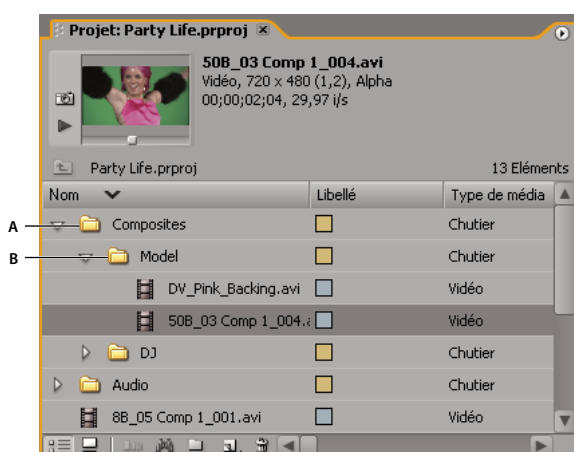 Projet: Party Life.prproj
50B_03 Comp 1_004.avi
Vidéo, 720 x 480 (1,2), Alpha
00;00;02;04, 29,97 i/s
Party Life.prproj 13 Eléments
Nom Libellé Type de média
A Composites Chutier
B Model Chutier
DV_Pink_Backing.avi Vidéo
50B_03 Comp 1_004.a Vidéo
DJ Chutier
Audio Chutier
8B_05 Comp 1_001.avi Vidéo